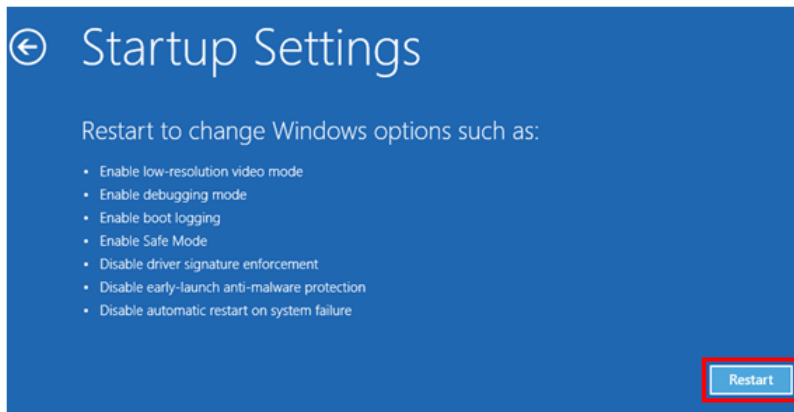 Startup Settings
Restart to change Windows options such as:
• Enable low-resolution video mode
• Enable debugging mode
• Enable boot logging
• Enable Safe Mode
• Disable driver signature enforcement
• Disable early-launch anti-malware protection
• Disable automatic restart on system failure
Restart